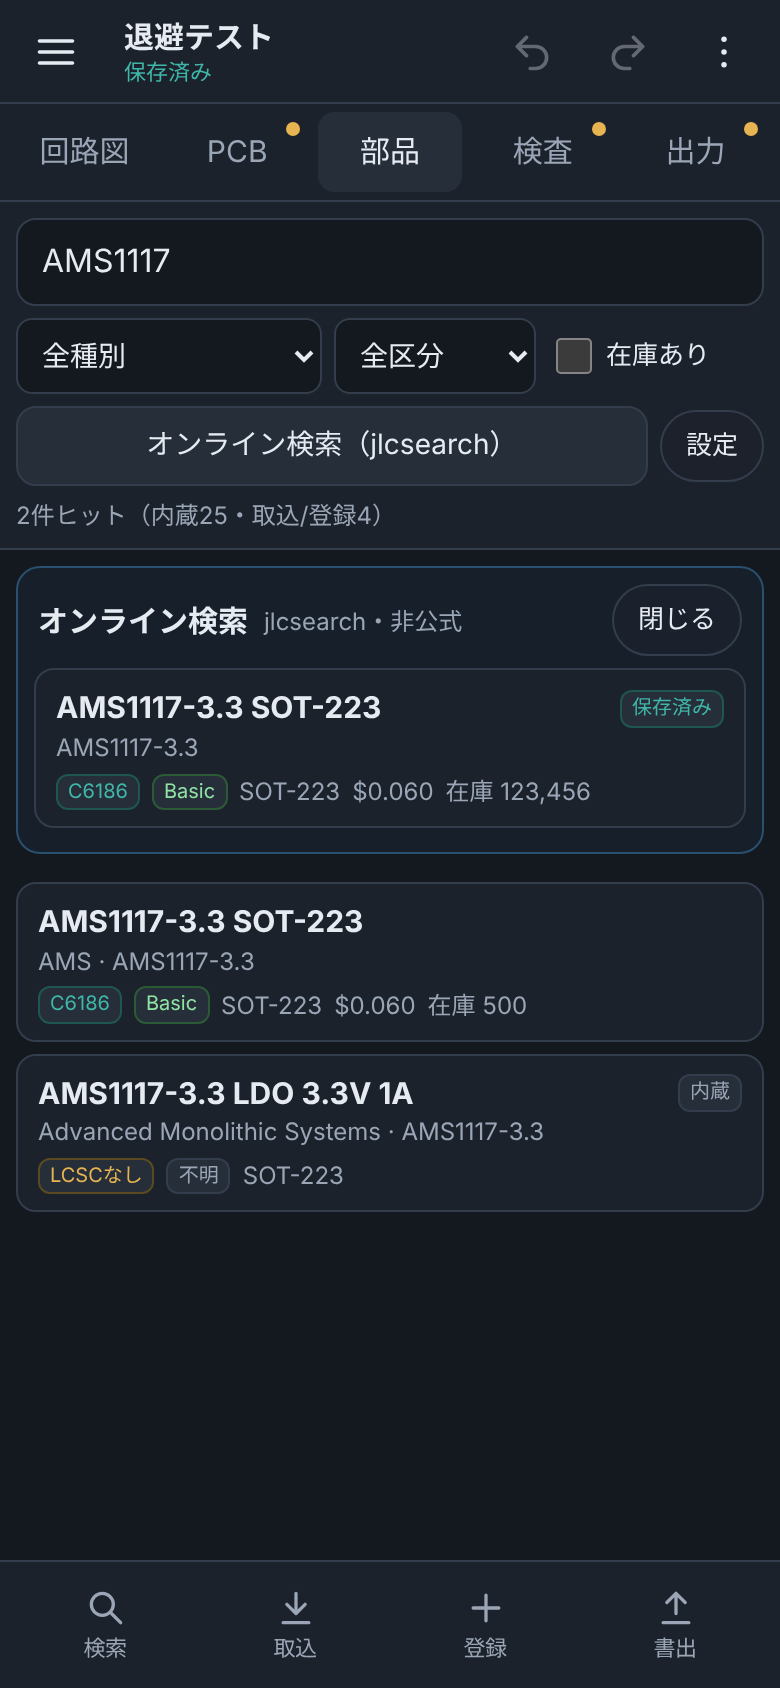 退避テスト
保存済み
回路図 PCB 部品 検査 出力
AMS1117
全種別 全区分 在庫あり
オンライン検索（jlcsearch） 設定
2件ヒット（内蔵25・取込/登録4）
オンライン検索 jlcsearch・非公式 閉じる
AMS1117-3.3 SOT-223 保存済み
AMS1117-3.3
C6186 Basic SOT-223 $0.060 在庫 123,456
AMS1117-3.3 SOT-223
AMS · AMS1117-3.3
C6186 Basic SOT-223 $0.060 在庫 500
AMS1117-3.3 LDO 3.3V 1A 内蔵
Advanced Monolithic Systems · AMS1117-3.3
LCSCなし 不明 SOT-223
検索 取込 登録 書出